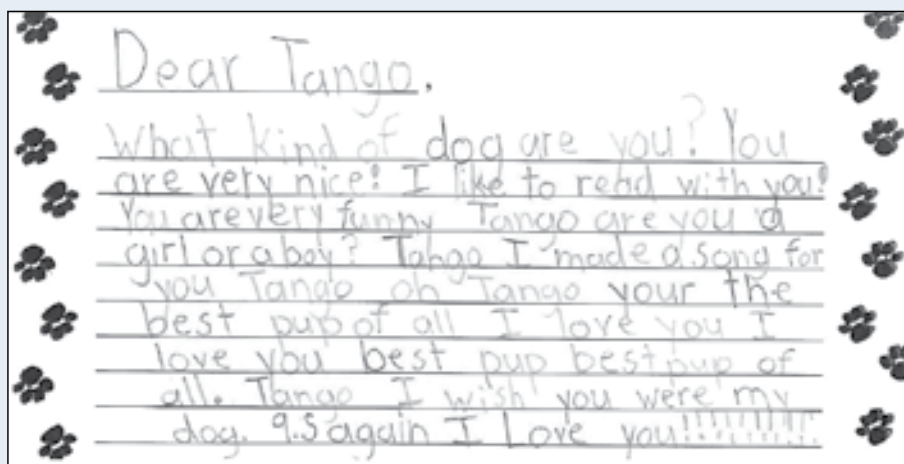 Dear Tango.
What kind of dog are you? You
are very nice! I like to read with you!
You are very funny Tango are you a
girl or a boy? Tango I made a song for
you Tango oh Tango your the
best pup of all I love you I
love you best pup best pup of
all. Tango I wish you were my
dog. 9.5 again I Love you!!!!!!!!!!